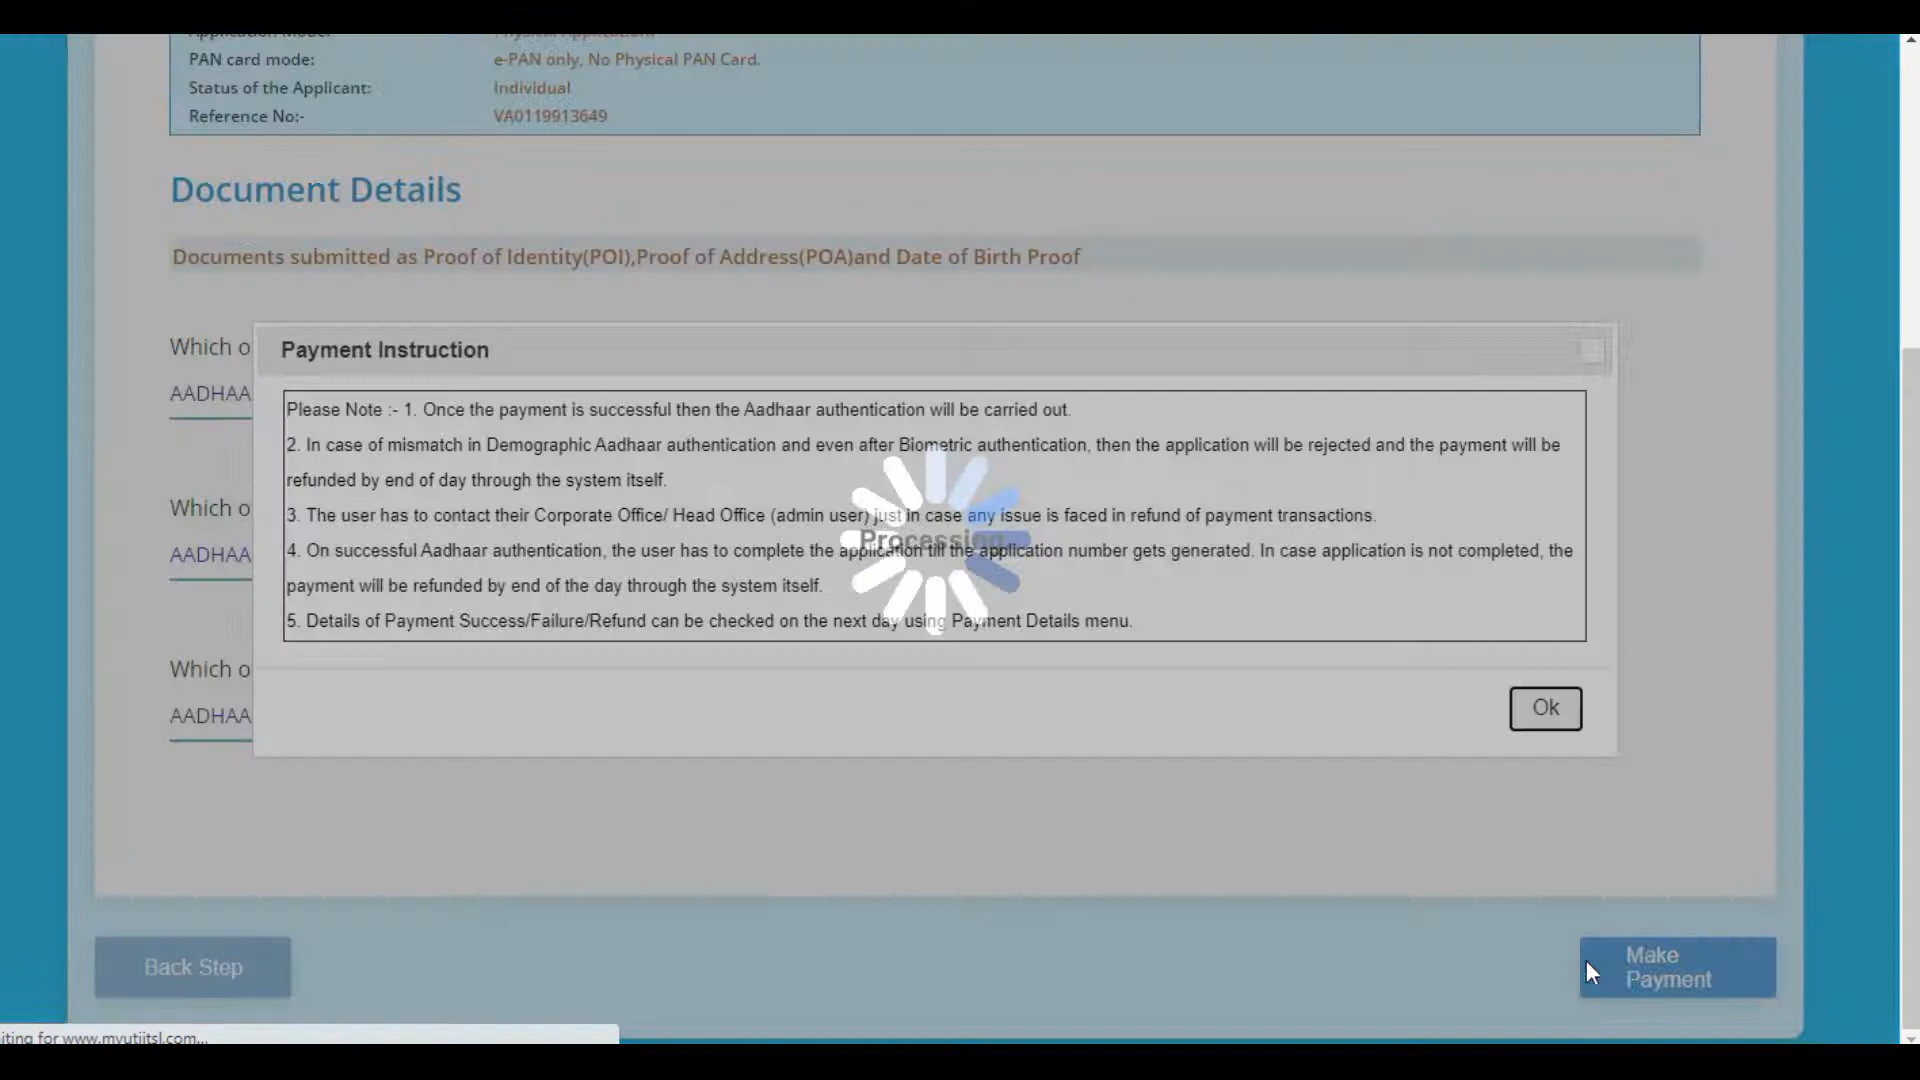 PAN card mode: e-PAN only, No Physical PAN Card.
Status of the Applicant: Individual
Reference No:- VA0119913649
Document Details
Documents submitted as Proof of Identity(POI),Proof of Address(POA)and Date of Birth Proof
Which o
AADHAA
Payment Instruction
Please Note :- 1. Once the payment is successful then the Aadhaar authentication will be carried out.
2. In case of mismatch in Demographic Aadhaar authentication and even after Biometric authentication, then the application will be rejected and the payment will be
refunded by end of day through the system itself.
3. The user has to contact their Corporate Office/ Head Office (admin user) just in case any issue is faced in refund of payment transactions.
Processing
4. On successful Aadhaar authentication, the user has to complete the application till the application number gets generated. In case application is not completed, the
payment will be refunded by end of the day through the system itself.
5. Details of Payment Success/Failure/Refund can be checked on the next day using Payment Details menu.
Which o
AADHAA
Which o
AADHAA
Ok
Back Step
Make
Payment
iting for www.myutiitsl.com...